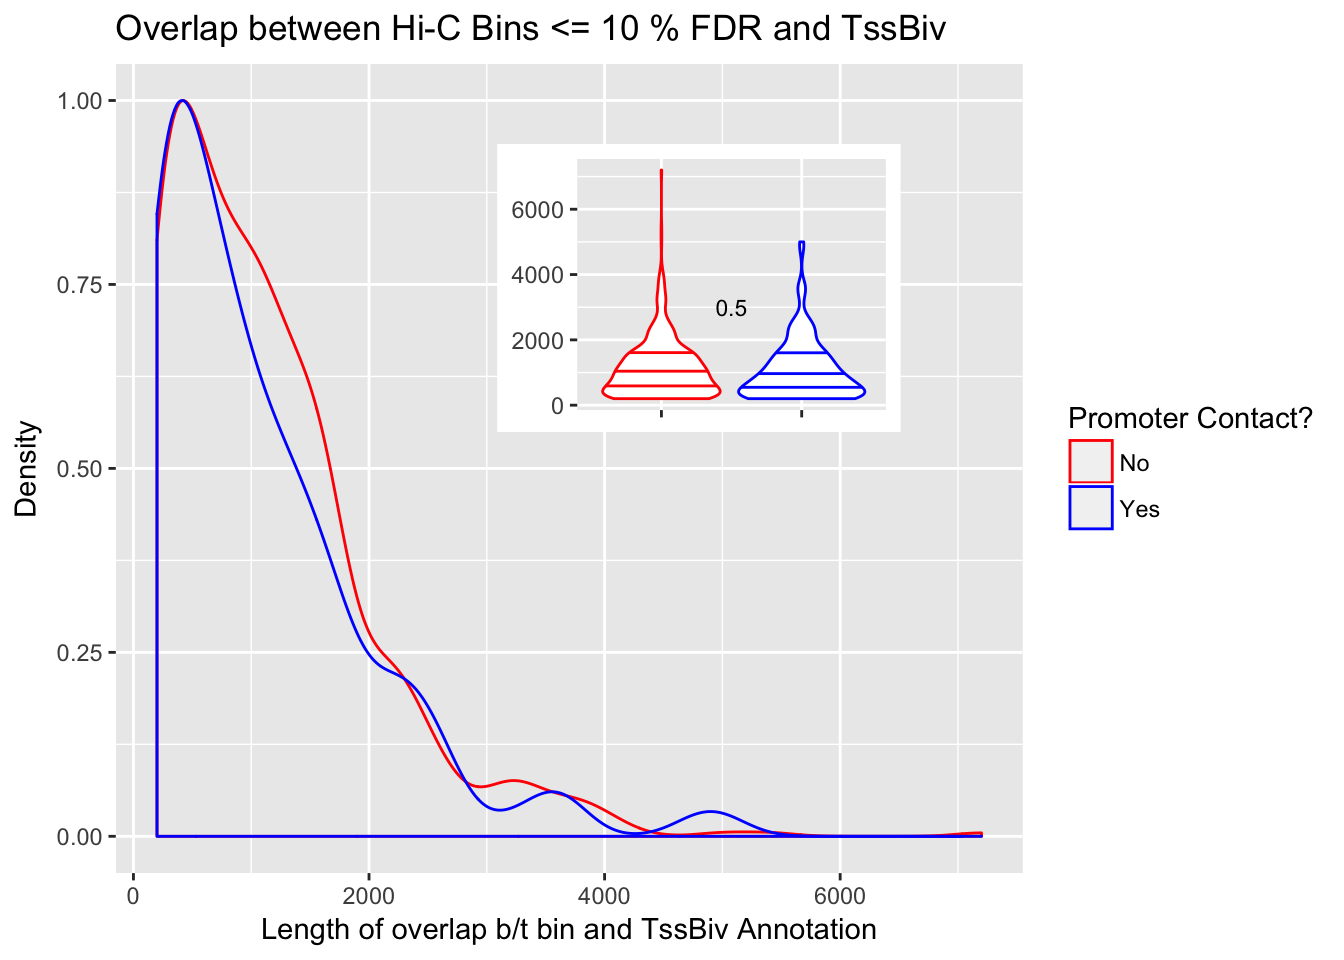 Overlap between Hi-C Bins <= 10 % FDR and TssBiv
1.00
0.75
0.50
0.25
0.00
Density
6000
4000
2000
0
0.5
0 2000 4000 6000
Length of overlap b/t bin and TssBiv Annotation
Promoter Contact?
No
Yes